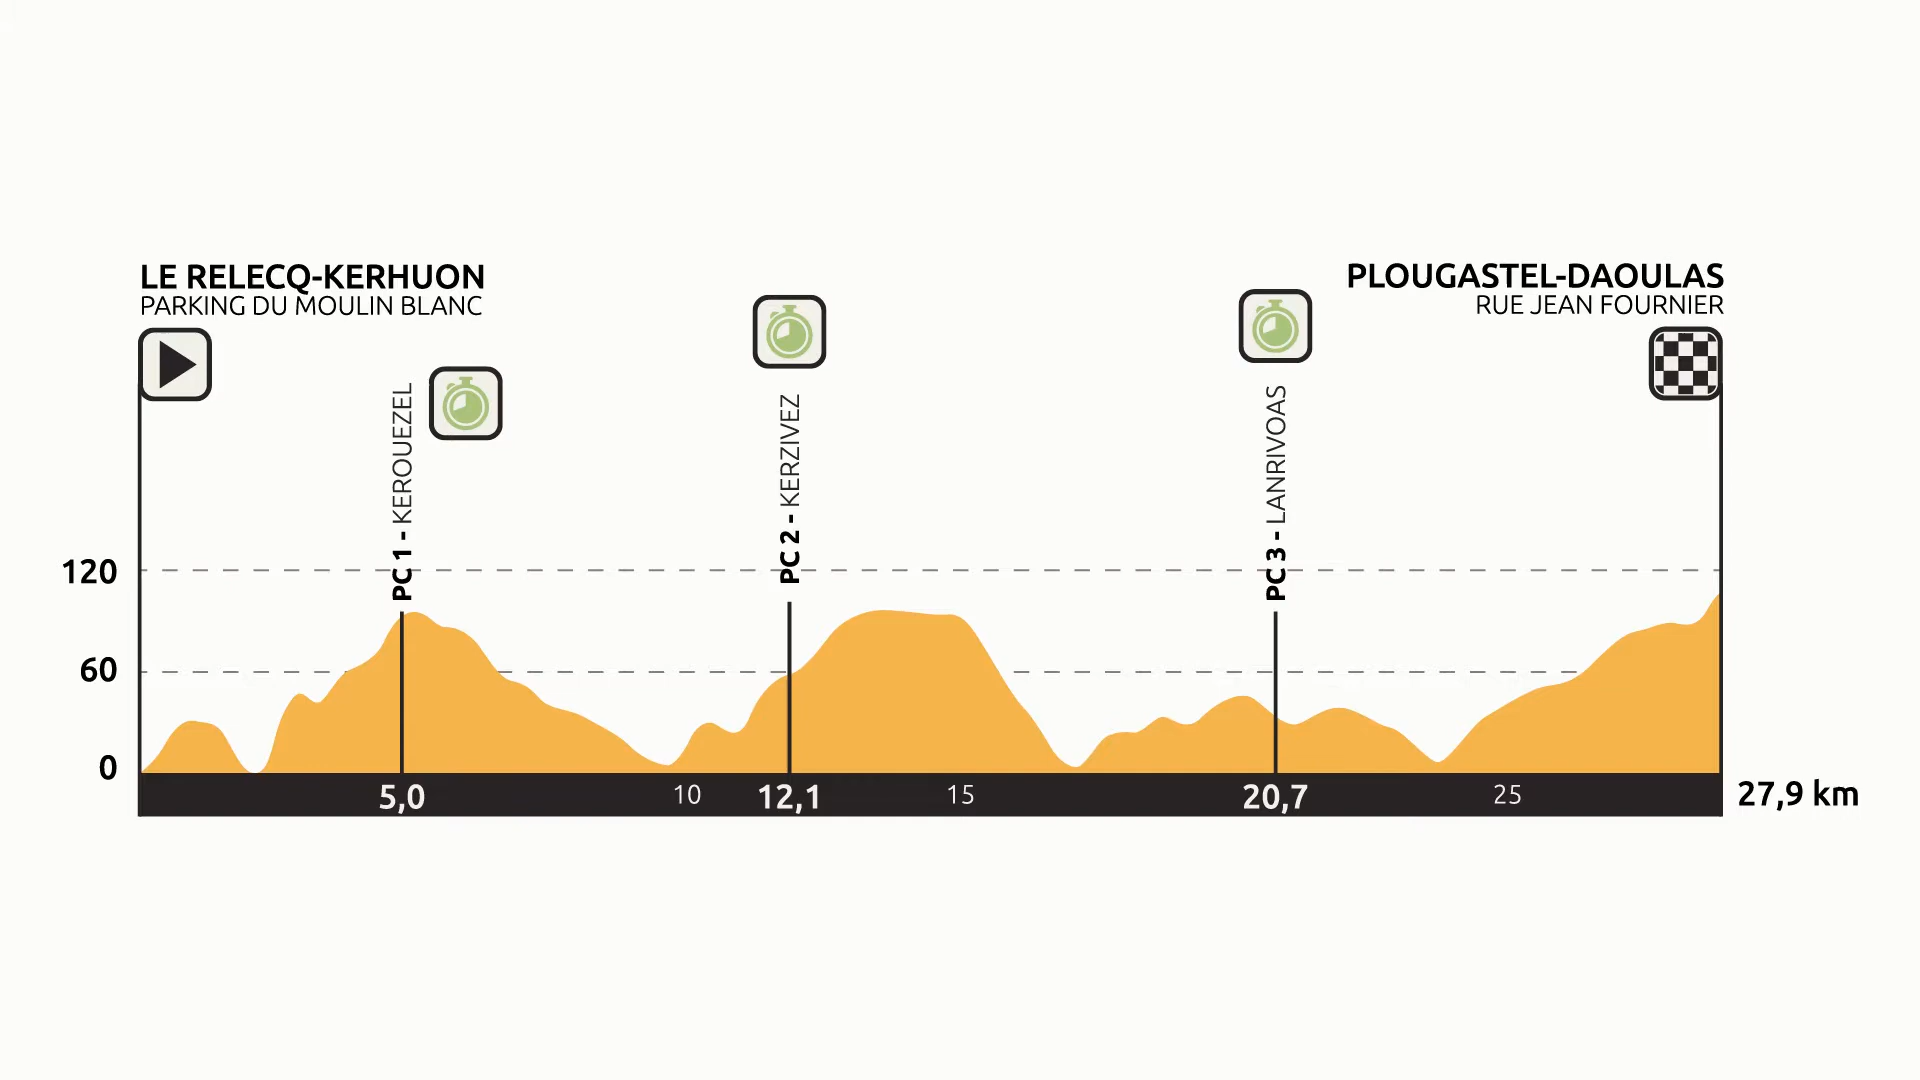 LE RELECQ-KERHUON
PARKING DU MOULIN BLANC
PLOUGASTEL-DAOULAS
RUE JEAN FOURNIER
PC 1 - KEROUEZEL
PC 2 - KERZIVEZ
PC 3 - LANRIVOAS
120
60
0
5,0
10
12,1
15
20,7
25
27,9 km